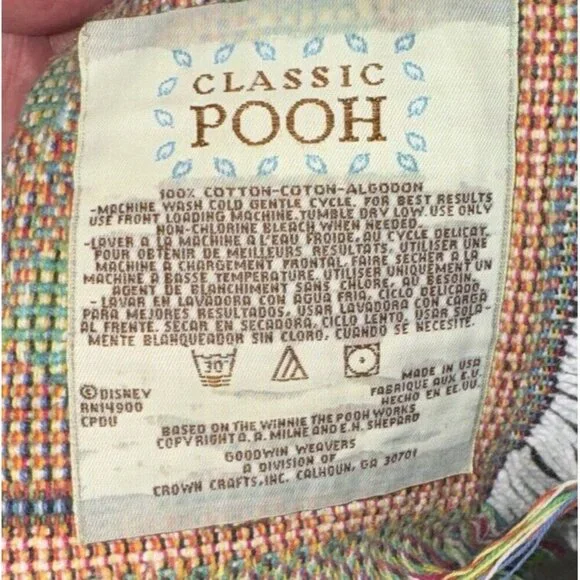 CLASSIC
POOH
100% COTTON-COTON-ALGODON
-MACHINE WASH COLD GENTLE CYCLE. FOR BEST RESULTS
USE FRONT LOADING MACHINE. TUMBLE DRY LOW. USE ONLY
NON-CHLORINE BLEACH WHEN NEEDED.
-LAVER A LA MACHINE A L'EAU FROIDE, AU CYCLE DELICAT.
POUR OBTENIR DE MEILLEURS RESULTATS, UTILISER UNE
MACHINE A CHARGEMENT FRONTAL. FAIRE SECHER A LA
MACHINE A BASSE TEMPERATURE. UTILISER UNIQUEMENT UN
AGENT DE BLANCHIMENT SANS CHLORE, AU BESOIN.
-LAVAR EN LAVADORA CON AGUA FRIA, CICLO DELICADO.
PARA MEJORES RESULTADOS, USAR LAVADORA CON CARGA
AL FRENTE. SECAR EN SECADORA, CICLO LENTO. USAR SOLA-
MENTE BLANQUEADOR SIN CLORO, CUANDO SE NECESITE.
30°
MADE IN USA
FABRIQUE AUX E.U.
HECHO EN EE.UU.
©DISNEY
RN14900
CPDU
BASED ON THE WINNIE THE POOH WORKS
COPYRIGHT A. A. MILNE AND E.H. SHEPARD
GOODWIN WEAVERS
A DIVISION OF
CROWN CRAFTS, INC. CALHOUN, GA 30701